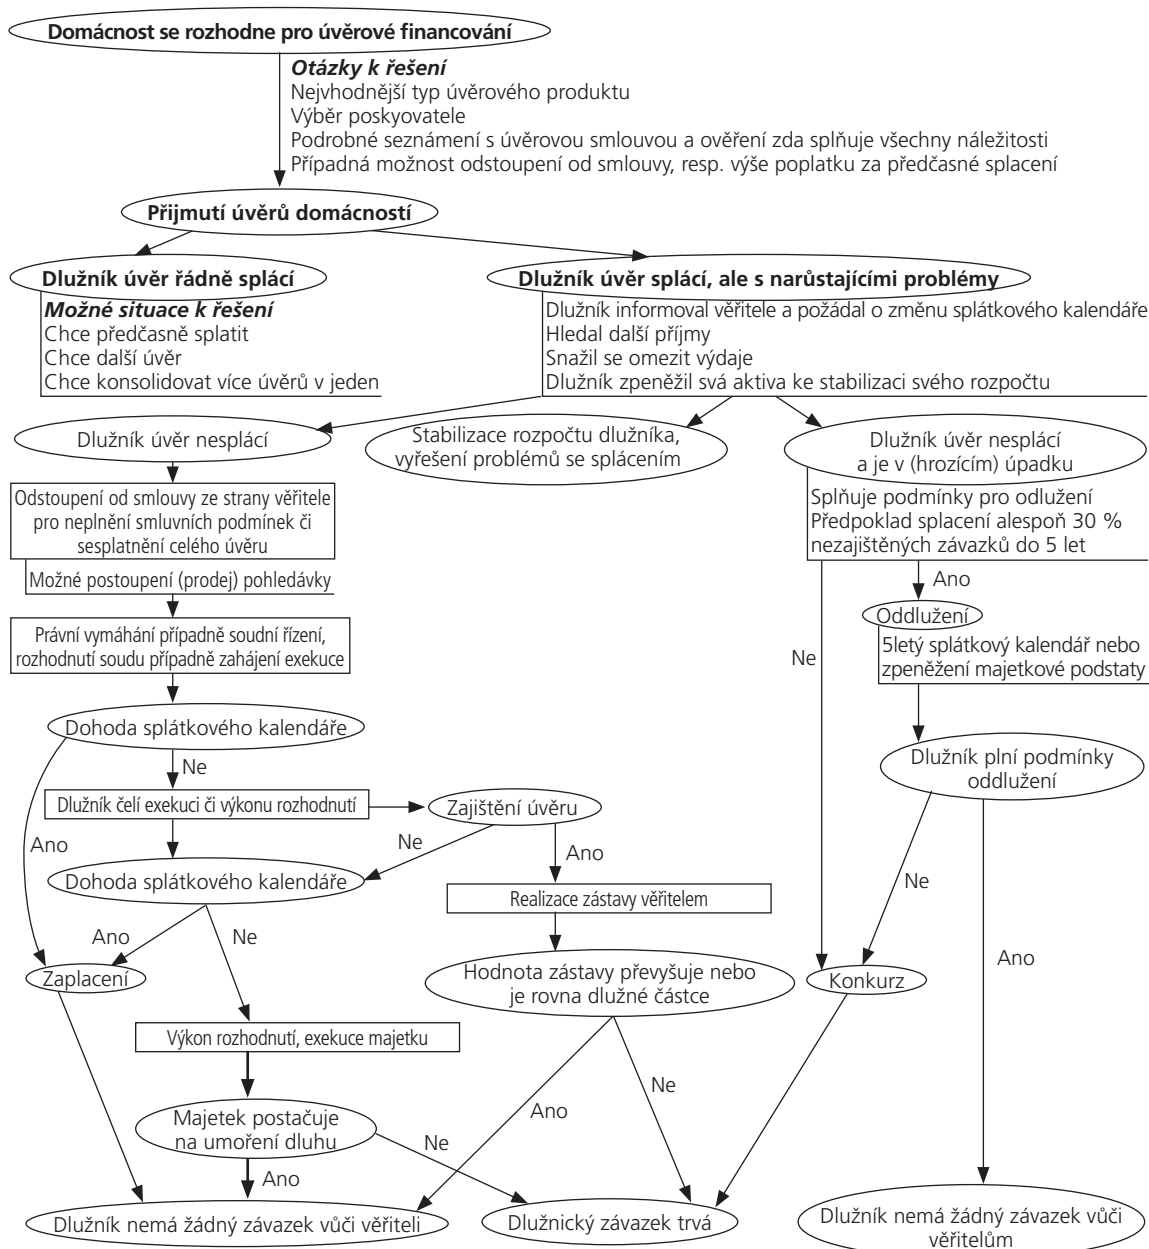 Domácnost se rozhodne pro úvěrové financování
Otázky k řešení
Nejvhodnější typ úvěrového produktu
Výběr poskyovatele
Podrobné seznámení s úvěrovou smlouvou a ověření zda splňuje všechny náležitosti
Případná možnost odstoupení od smlouvy, resp. výše poplatku za předčasné splacení
Přijmutí úvěrů domácností
Dlužník úvěr řádně splácí
Možné situace k řešení
Chce předčasně splatit
Chce další úvěr
Chce konsolidovat více úvěrů v jeden
Dlužník úvěr splácí, ale s narůstajícími problémy
Dlužník informoval věřitele a požádal o změnu splátkového kalendáře
Hledal další příjmy
Snažil se omezit výdaje
Dlužník zpeněžil svá aktiva ke stabilizaci svého rozpočtu
Dlužník úvěr nesplácí
Stabilizace rozpočtu dlužníka,
vyřešení problémů se splácením
Dlužník úvěr nesplácí
a je v (hrozícím) úpadku
Odstoupení od smlouvy ze strany věřitele
pro neplnění smluvních podmínek či
sesplatnění celého úvěru
Možné postoupení (prodej) pohledávky
Právní vymáhání případně soudní řízení,
rozhodnutí soudu případně zahájení exekuce
Splňuje podmínky pro odlužení
Předpoklad splacení alespoň 30 %
nezajištěných závazků do 5 let
Ano
Oddlužení
5letý splátkový kalendář nebo
zpeněžení majetkové podstaty
Ne
Dohoda splátkového kalendáře
Ne
Dlužník plní podmínky
oddlužení
Dlužník čelí exekuci či výkonu rozhodnutí
Zajištění úvěru
Ano
Ne
Ano
Dohoda splátkového kalendáře
Ne
Realizace zástavy věřitelem
Ano
Ne
Ano
Zaplacení
Hodnota zástavy převyšuje nebo
je rovna dlužné částce
Konkurz
Výkon rozhodnutí, exekuce majetku
Ne
Ano
Majetek postačuje
na umoření dluhu
Ne
Ano
Dlužník nemá žádný závazek vůči věřiteli
Dlužnický závazek trvá
Dlužník nemá žádný závazek vůči
věřitelům